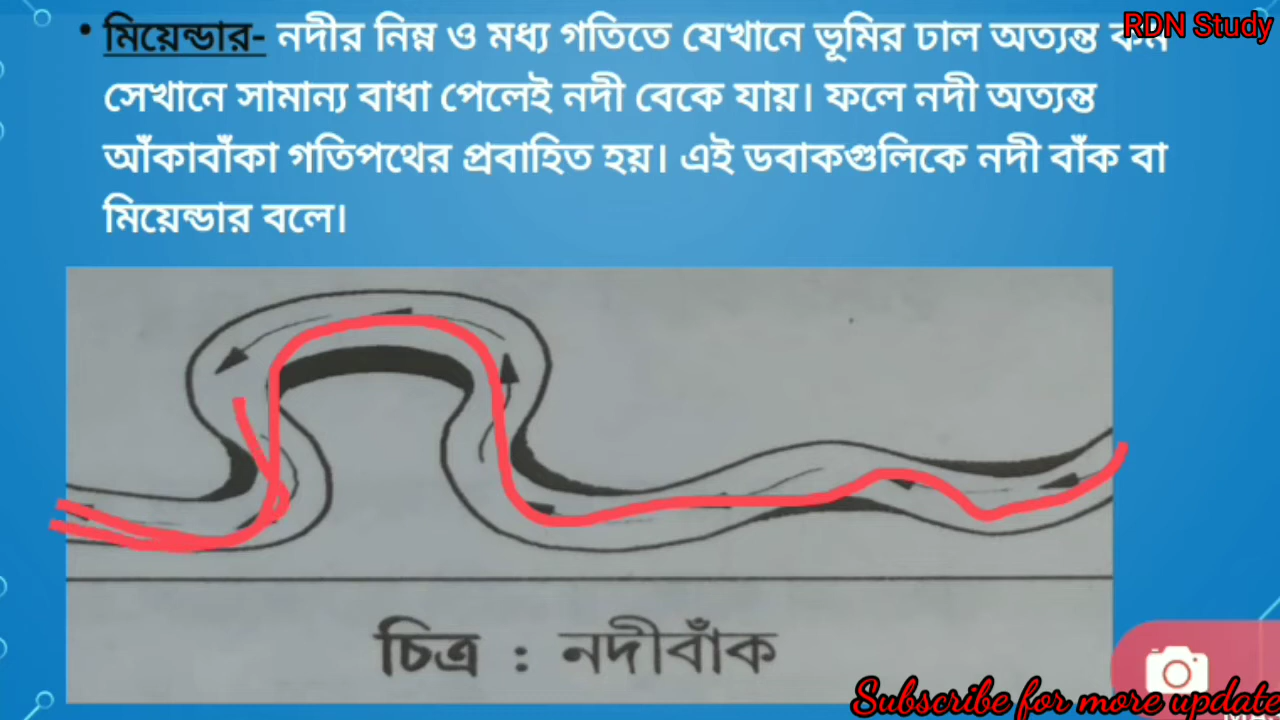 • মিয়েন্ডার- নদীর নিম্ন ও মধ্য গতিতে যেখানে ভূমির ঢাল অত্যন্ত কম
RDN Study
সেখানে সামান্য বাধা পেলেই নদী বেকে যায়। ফলে নদী অত্যন্ত
আঁকাবাঁকা গতিপথের প্রবাহিত হয়। এই ডবাকগুলিকে নদী বাঁক বা
মিয়েন্ডার বলে।
চিত্র : নদীবাঁক
Subscribe for more update